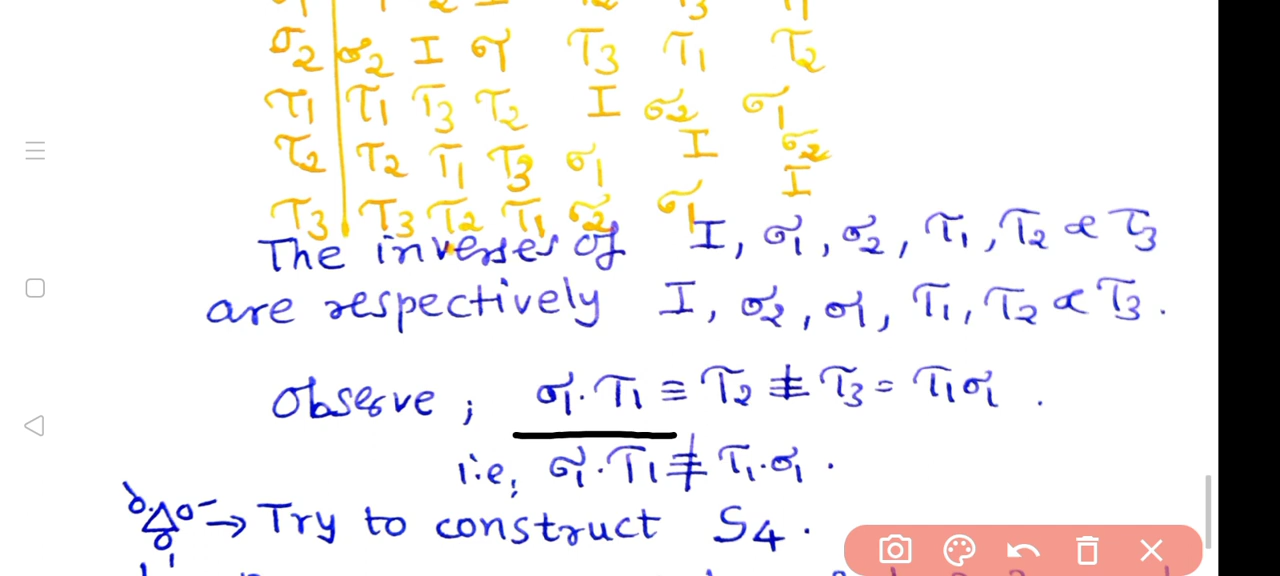 σ2 | σ2 I σ1 τ3 τ1 τ2
τ1 | τ1 τ3 τ2 I σ2 σ1
τ2 | τ2 τ1 τ3 σ1 I σ2
τ3 | τ3 τ2 τ1 σ2 σ1 I
The inverses of I, σ1, σ2, τ1, τ2 & τ3
are respectively I, σ2, σ1, τ1, τ2 & τ3.
Observe; σ1·τ1 ≡ τ2 ≢ τ3 = τ1σ1.
i.e, σ1·τ1 ≢ τ1·σ1.
→ Try to construct S4.